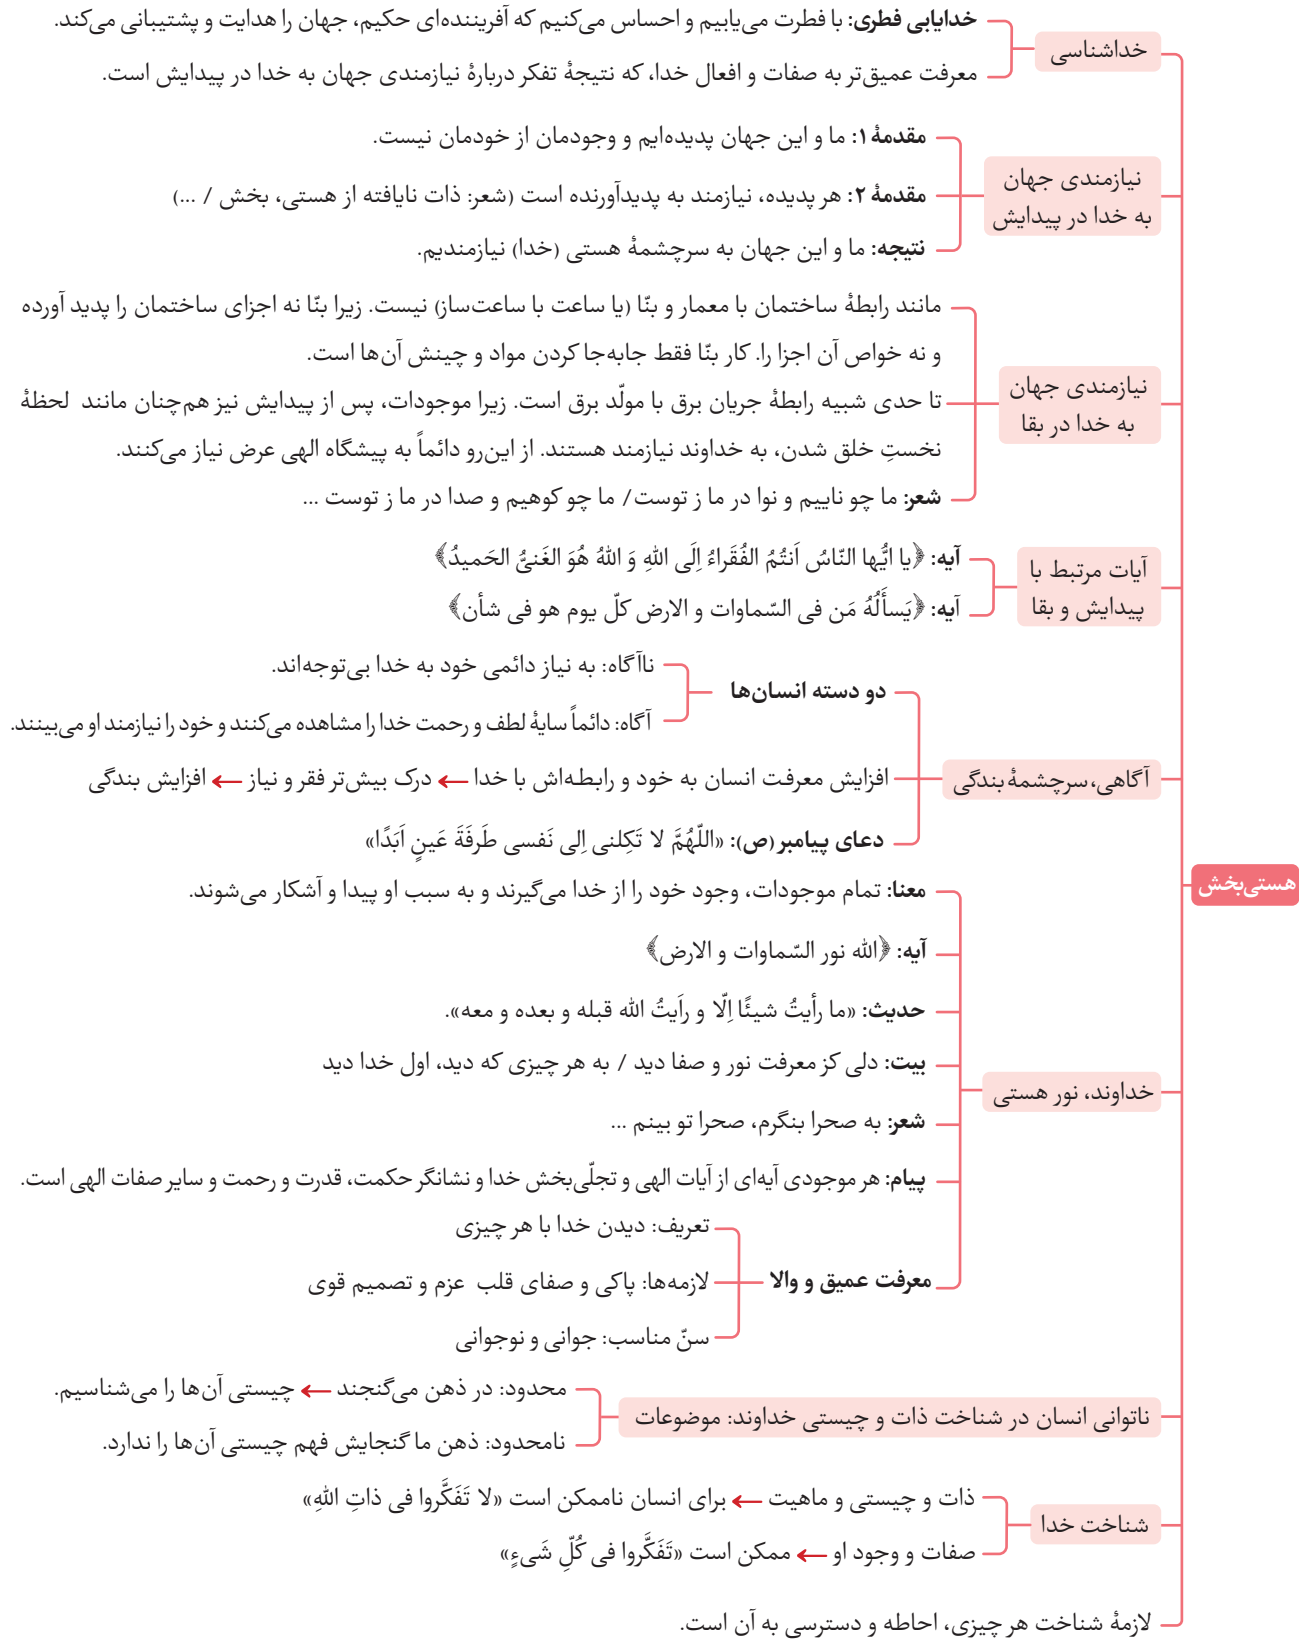 هستی‌بخش
خداشناسی
خدایابی فطری: با فطرت می‌یابیم و احساس می‌کنیم که آفریننده‌ای حکیم، جهان را هدایت و پشتیبانی می‌کند.
معرفت عمیق‌تر به صفات و افعال خدا، که نتیجهٔ تفکر دربارهٔ نیازمندی جهان به خدا در پیدایش است.
نیازمندی جهان
به خدا در پیدایش
مقدمهٔ ۱: ما و این جهان پدیده‌ایم و وجودمان از خودمان نیست.
مقدمهٔ ۲: هر پدیده، نیازمند به پدیدآورنده است (شعر: ذات نایافته از هستی، بخش / ...)
نتیجه: ما و این جهان به سرچشمهٔ هستی (خدا) نیازمندیم.
نیازمندی جهان
به خدا در بقا
مانند رابطهٔ ساختمان با معمار و بنّا (یا ساعت با ساعت‌ساز) نیست. زیرا بنّا نه اجزای ساختمان را پدید آورده
و نه خواص آن اجزا را. کار بنّا فقط جابه‌جا کردن مواد و چینش آن‌ها است.
تا حدی شبیه رابطهٔ جریان برق با مولّد برق است. زیرا موجودات، پس از پیدایش نیز هم‌چنان مانند لحظهٔ
نخستِ خلق شدن، به خداوند نیازمند هستند. از این‌رو دائماً به پیشگاه الهی عرض نیاز می‌کنند.
شعر: ما چو ناییم و نوا در ما ز توست/ ما چو کوهیم و صدا در ما ز توست ...
آیات مرتبط با
پیدایش و بقا
آیه: ﴿یا ایُّها النّاسُ اَنتُمُ الفُقَراءُ اِلَی اللهِ وَ اللهُ هُوَ الغَنیُّ الحَمیدُ﴾
آیه: ﴿یَسأَلُهُ مَن فی السّماوات و الارض کلّ یوم هو فی شأن﴾
آگاهی، سرچشمهٔ بندگی
دو دسته انسان‌ها
ناآگاه: به نیاز دائمی خود به خدا بی‌توجه‌اند.
آگاه: دائماً سایهٔ لطف و رحمت خدا را مشاهده می‌کنند و خود را نیازمند او می‌بینند.
افزایش معرفت انسان به خود و رابطه‌اش با خدا ← درک بیش‌تر فقر و نیاز ← افزایش بندگی
دعای پیامبر (ص): «اللّهُمَّ لا تَکِلنی اِلی نَفسی طَرفَةَ عَینٍ اَبَدًا»
خداوند، نور هستی
معنا: تمام موجودات، وجود خود را از خدا می‌گیرند و به سبب او پیدا و آشکار می‌شوند.
آیه: ﴿الله نور السّماوات و الارض﴾
حدیث: «ما رأیتُ شیئًا اِلّا و رَاَیتُ الله قبله و بعده و معه».
بیت: دلی کز معرفت نور و صفا دید / به هر چیزی که دید، اول خدا دید
شعر: به صحرا بنگرم، صحرا تو بینم ...
پیام: هر موجودی آیه‌ای از آیات الهی و تجلّی‌بخش خدا و نشانگر حکمت، قدرت و رحمت و سایر صفات الهی است.
معرفت عمیق و والا
تعریف: دیدن خدا با هر چیزی
لازمه‌ها: پاکی و صفای قلب عزم و تصمیم قوی
سنّ مناسب: جوانی و نوجوانی
ناتوانی انسان در شناخت ذات و چیستی خداوند: موضوعات
محدود: در ذهن می‌گنجند ← چیستی آن‌ها را می‌شناسیم.
نامحدود: ذهن ما گنجایش فهم چیستی آن‌ها را ندارد.
شناخت خدا
ذات و چیستی و ماهیت ← برای انسان ناممکن است «لا تَفَکَّروا فی ذاتِ اللهِ»
صفات و وجود او ← ممکن است «تَفَکَّروا فی کُلِّ شَیءٍ»
لازمهٔ شناخت هر چیزی، احاطه و دسترسی به آن است.